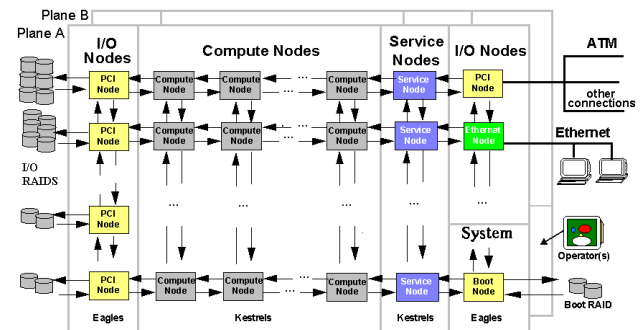 Plane B
Plane A
I/O Nodes
Compute Nodes
Service Nodes
I/O Nodes
ATM
PCI Node
Compute Node
Compute Node
...
Compute Node
Service Node
PCI Node
...
other connections
PCI Node
Compute Node
Compute Node
...
Compute Node
Service Node
Ethernet Node
Ethernet
...
I/O RAIDS
PCI Node
...
...
System
Operator(s)
PCI Node
Compute Node
Compute Node
...
Compute Node
Service Node
Boot Node
...
Boot RAID
Eagles
Kestrels
Kestrels
Eagles